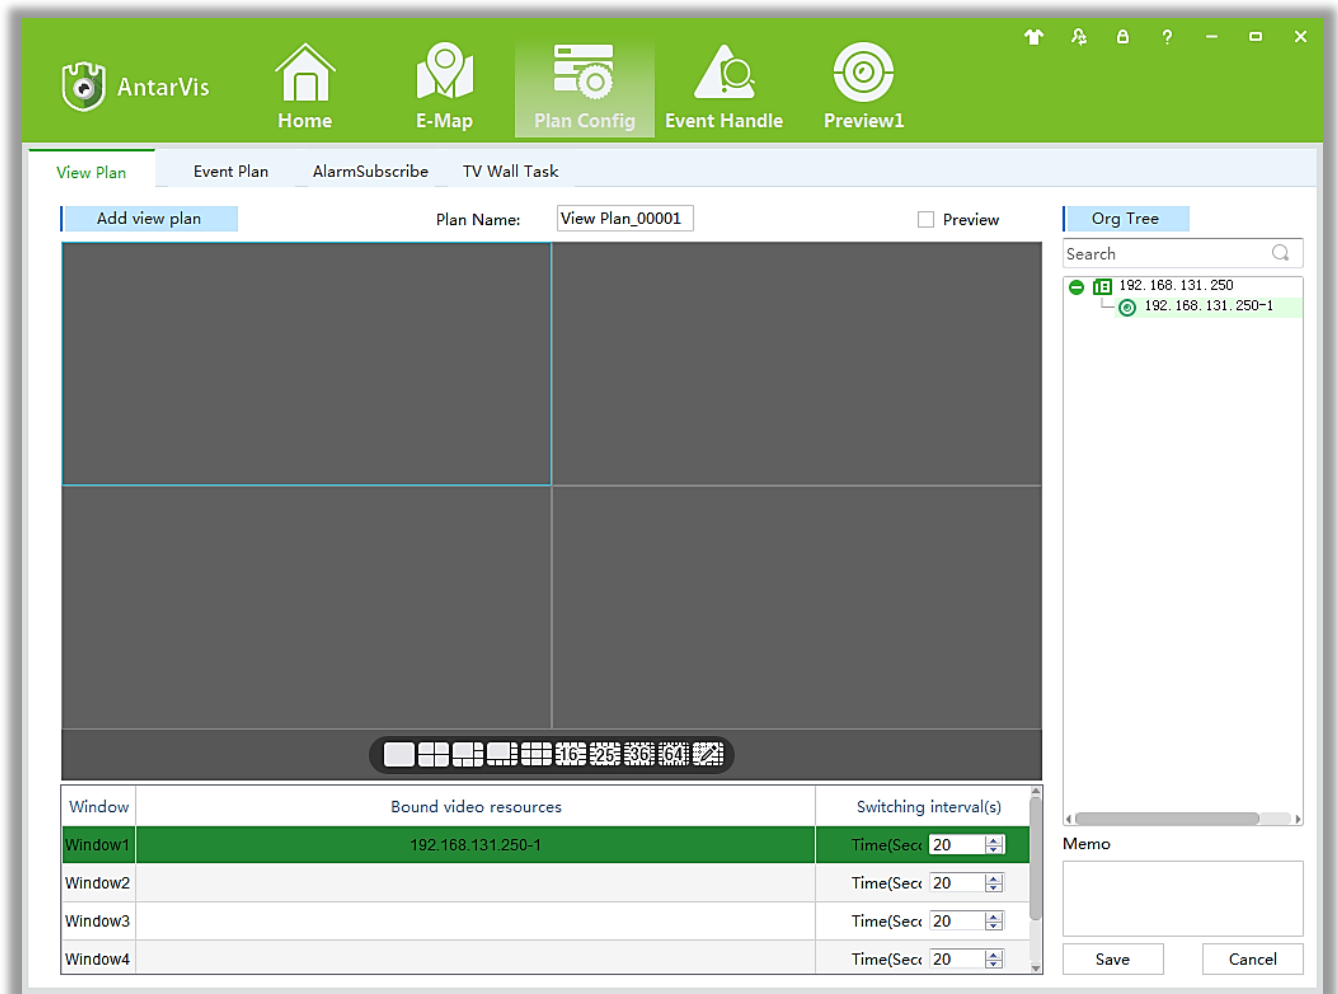 AntarVis
Home
E-Map
Plan Config
Event Handle
Preview1
View Plan
Event Plan
AlarmSubscribe
TV Wall Task
Add view plan
Plan Name:
View Plan_00001
Preview
Org Tree
Search
192.168.131.250
192.168.131.250-1
16
25
36
64
Window
Bound video resources
Switching interval(s)
Window1
192.168.131.250-1
Time(Sec
20
Window2
Time(Sec
20
Window3
Time(Sec
20
Window4
Time(Sec
20
Memo
Save
Cancel